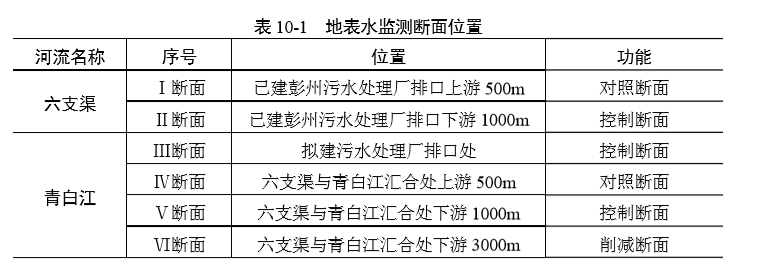 表 10-1 地表水监测断面位置
河流名称 序号 位置 功能
六支渠 Ⅰ断面 已建彭州污水处理厂排口上游 500m 对照断面
Ⅱ断面 已建彭州污水处理厂排口下游 1000m 控制断面
青白江 Ⅲ断面 拟建污水处理厂排口处 控制断面
Ⅳ断面 六支渠与青白江汇合处上游 500m 对照断面
Ⅴ断面 六支渠与青白江汇合处下游 1000m 控制断面
Ⅵ断面 六支渠与青白江汇合处下游 3000m 削减断面